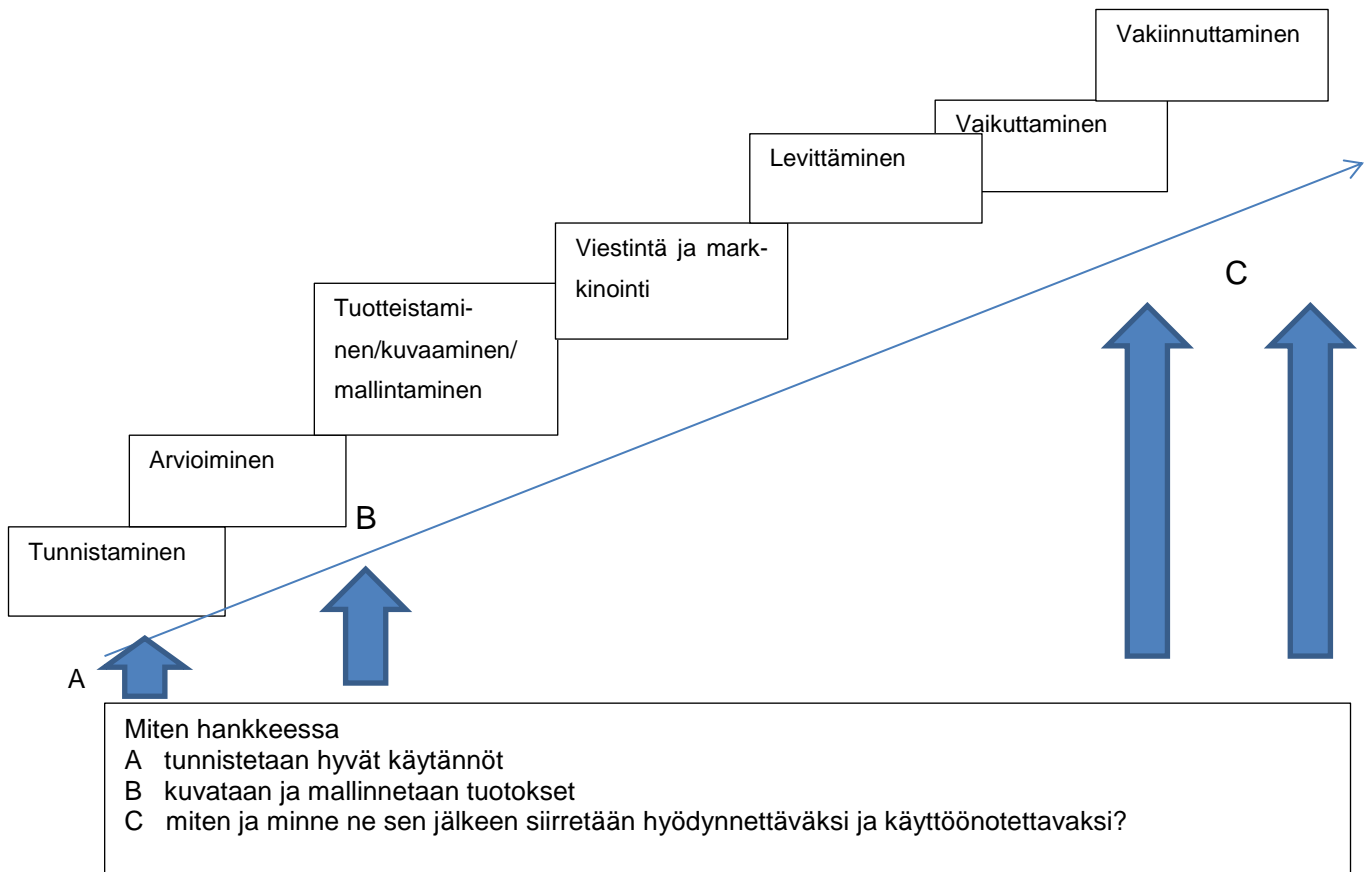 Vakiinnuttaminen
Vaikuttaminen
Levittäminen
Viestintä ja mark-
kinointi
Tuotteistami-
nen/kuvaaminen/
mallintaminen
Arvioiminen
Tunnistaminen
A
B
C
Miten hankkeessa
A tunnistetaan hyvät käytännöt
B kuvataan ja mallinnetaan tuotokset
C miten ja minne ne sen jälkeen siirretään hyödynnettäväksi ja käyttöönotettavaksi?